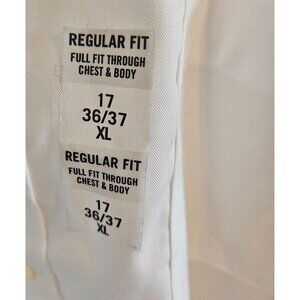 REGULAR FIT
FULL FIT THROUGH
CHEST & BODY
17
36/37
XL
REGULAR FIT
FULL FIT THROUGH
CHEST & BODY
17
36/37
XL